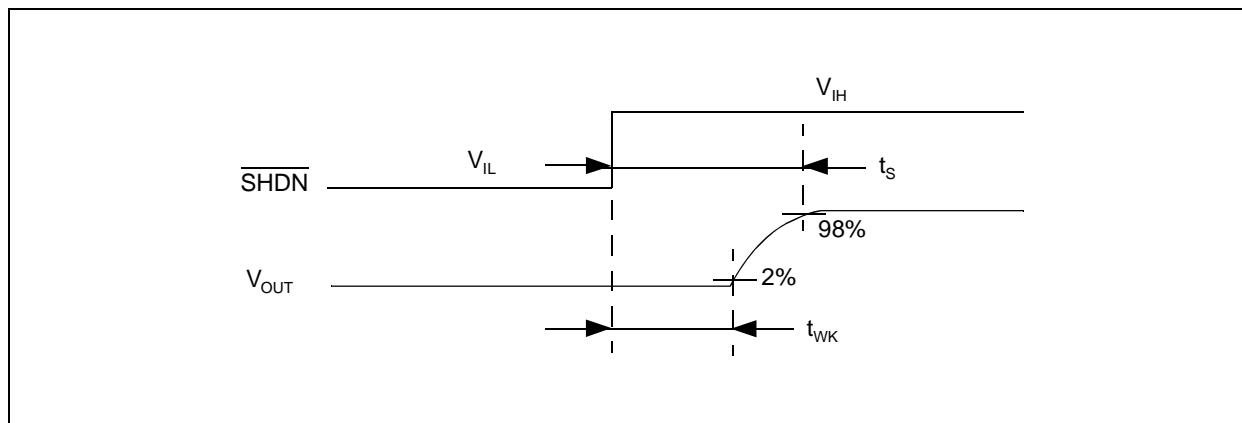 V_IH
V_IL
t_S
SHDN
98%
V_OUT
2%
t_WK